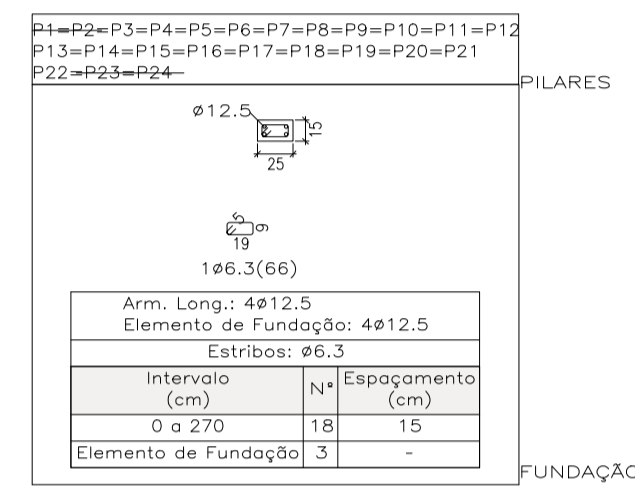 P1=P2=P3=P4=P5=P6=P7=P8=P9=P10=P11=P12
P13=P14=P15=P16=P17=P18=P19=P20=P21
P22=P23=P24
PILARES
ø12.5
15
25
5
9
19
1ø6.3(66)
Arm. Long.: 4ø12.5
Elemento de Fundação: 4ø12.5
Estribos: ø6.3
Intervalo (cm) Nº Espaçamento (cm)
0 a 270 18 15
Elemento de Fundação 3 -
FUNDAÇÃO